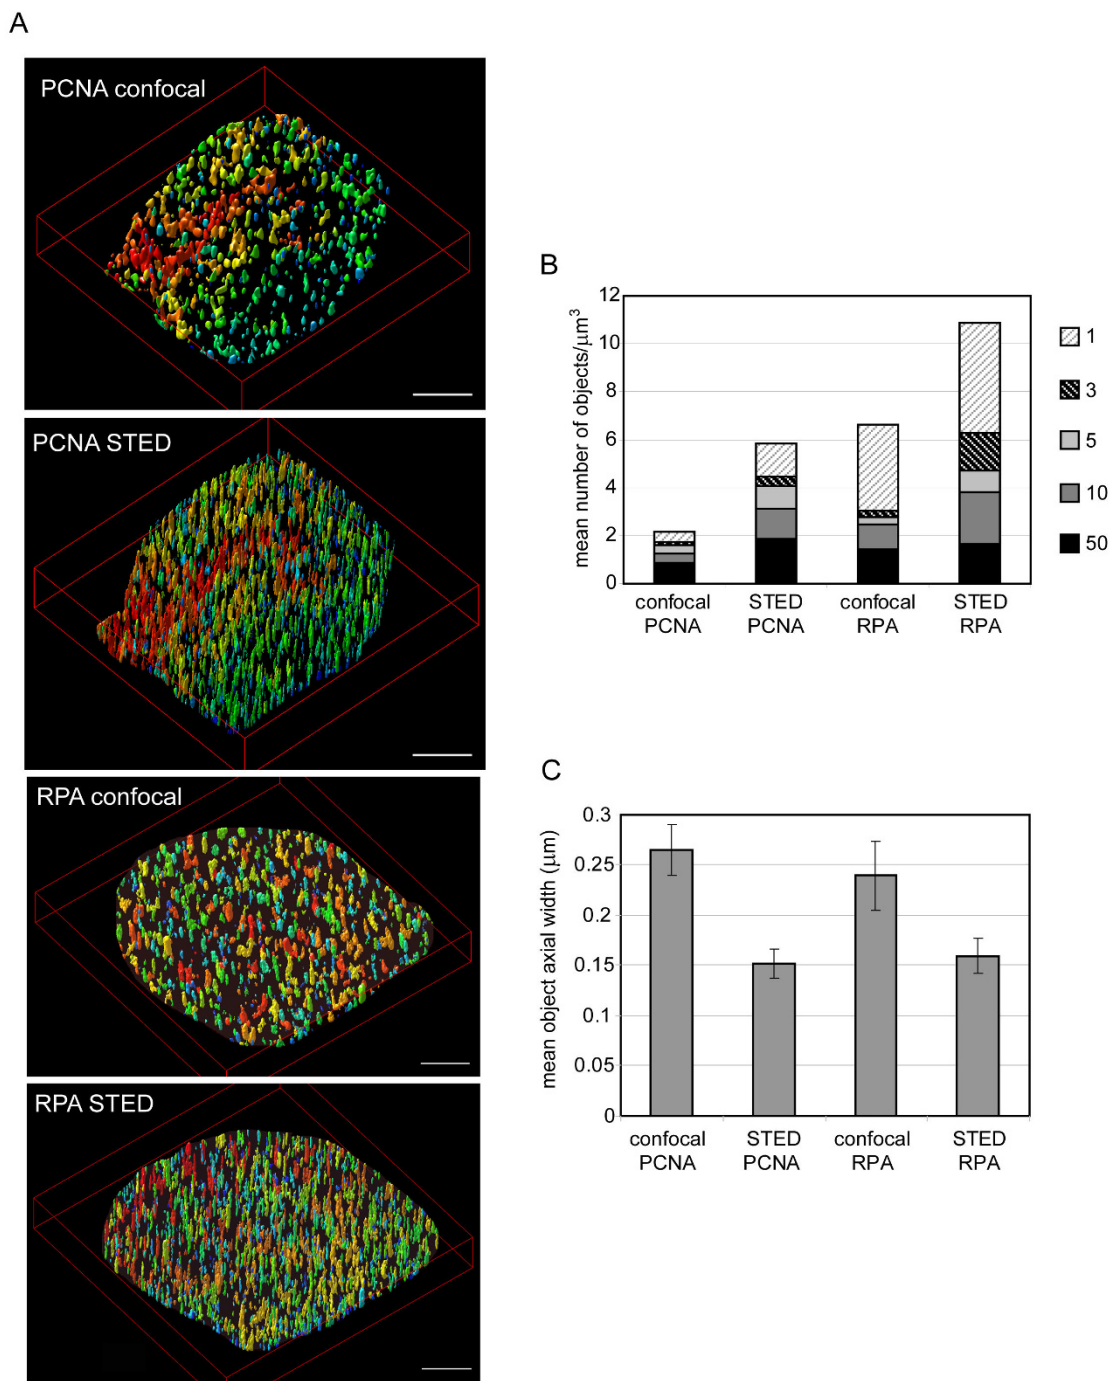 A
PCNA confocal
PCNA STED
RPA confocal
RPA STED
B
mean number of objects/μm³
12
10
8
6
4
2
0
confocal PCNA
STED PCNA
confocal RPA
STED RPA
1
3
5
10
50
C
mean object axial width (μm)
0.3
0.25
0.2
0.15
0.1
0.05
0
confocal PCNA
STED PCNA
confocal RPA
STED RPA